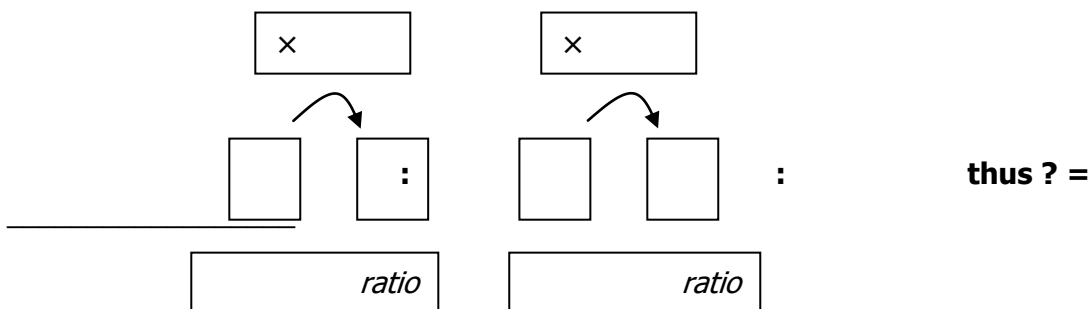 × ×
: : thus ? =
ratio ratio